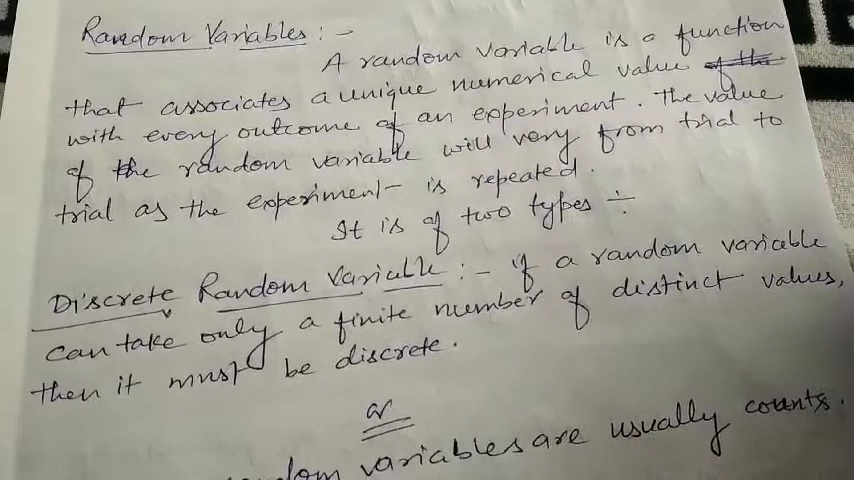 Random Variables : -
A random variable is a function
that associates a unique numerical value
with every outcome of an experiment. The value
of the random variable will very from trial to
trial as the experiment is repeated.
It is of two types ÷
Discrete Random Variable : - if a random variable
can take only a finite number of distinct values,
then it must be discrete.
or
random variables are usually counts.